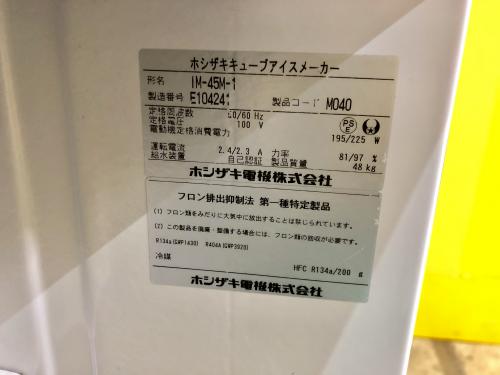 ホシザキキューブアイスメーカー
形名 IM-45M-1
製造番号 E10424 製品コード M040
定格周波数 50/60 Hz
定格電圧 100 V
電動機定格消費電力 195/225 W
PSE
運転電流 2.4/2.3 A 力率 81/97 %
給水装置 自己認証 製品質量 48 kg
ホシザキ電機株式会社
フロン排出抑制法 第一種特定製品
(1) フロン類をみだりに大気中に放出することは禁じられています。
(2) この製品を廃棄・整備する場合には、フロン類の回収が必要です。
R134a(GWP1430) R404A(GWP3920)
冷媒 HFC R134a/200 g
ホシザキ電機株式会社